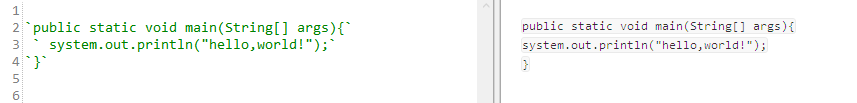 1
2 `public static void main(String[] args){`
3 ` system.out.println("hello,world!");`
4 `}`
5
6
public static void main(String[] args){
system.out.println("hello,world!");
}